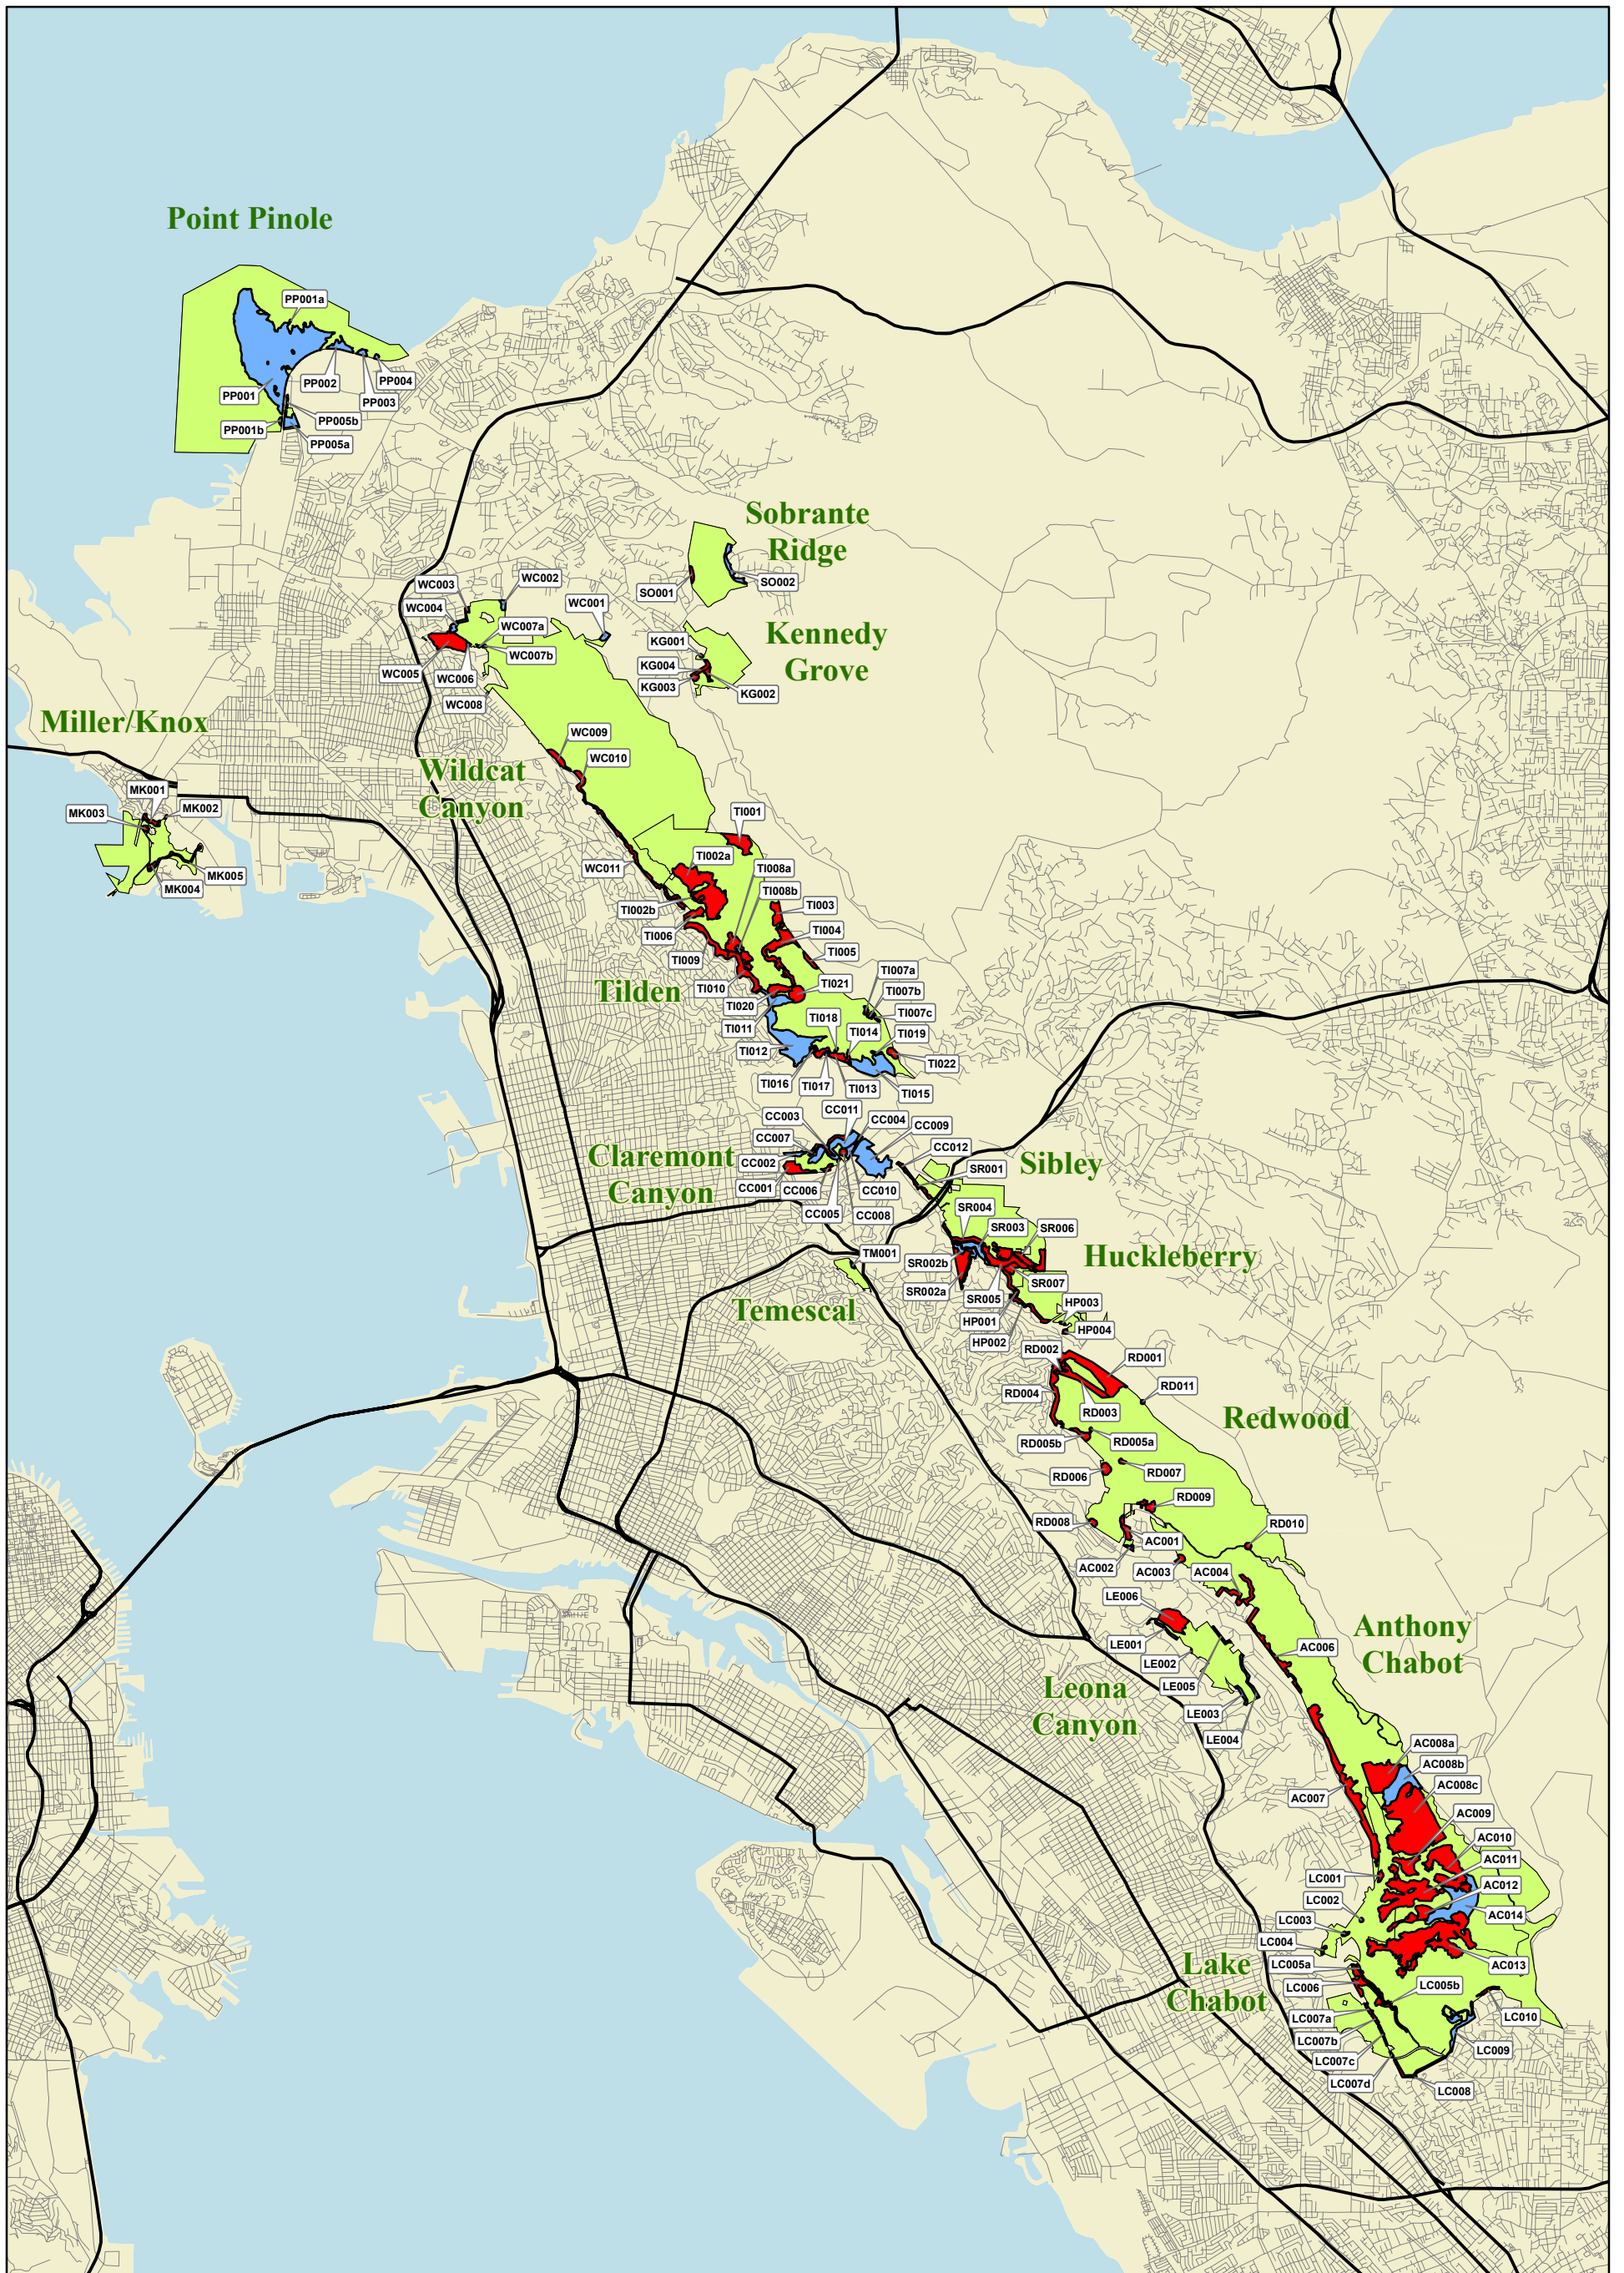 Point Pinole
PP001a
PP002
PP004
PP003
PP001
PP005b
PP001b
PP005a
Sobrante
Ridge
SO001
SO002
WC003
WC002
WC004
WC001
WC007a
WC007b
WC005
WC006
WC008
KG001
KG004
KG003
KG002
Kennedy
Grove
Miller/Knox
MK001
MK002
MK003
MK005
MK004
WC009
WC010
Wildcat
Canyon
WC011
TI001
TI002a
TI008a
TI008b
TI002b
TI003
TI006
TI004
TI005
TI009
TI007a
TI010
TI021
TI007b
Tilden
TI020
TI007c
TI011
TI018
TI014
TI019
TI012
TI022
TI016
TI017
TI013
TI015
CC003
CC011
CC004
CC009
CC007
CC012
Claremont
Canyon
CC002
CC001
CC006
CC010
CC005
CC008
SR001
Sibley
SR004
SR003
SR006
TM001
SR002b
SR002a
SR005
SR007
Huckleberry
Temescal
HP001
HP003
HP002
HP004
RD002
RD001
RD004
RD003
RD011
Redwood
RD005b
RD005a
RD006
RD007
RD009
RD008
RD010
AC001
AC002
AC003
AC004
LE006
LE001
LE002
LE005
LE003
LE004
Leona
Canyon
Anthony
Chabot
AC006
AC008a
AC008b
AC008c
AC007
AC009
AC010
AC011
LC001
AC012
LC002
AC014
LC003
LC004
AC013
LC005a
LC006
LC005b
Lake
Chabot
LC007a
LC010
LC007b
LC009
LC007c
LC007d
LC008